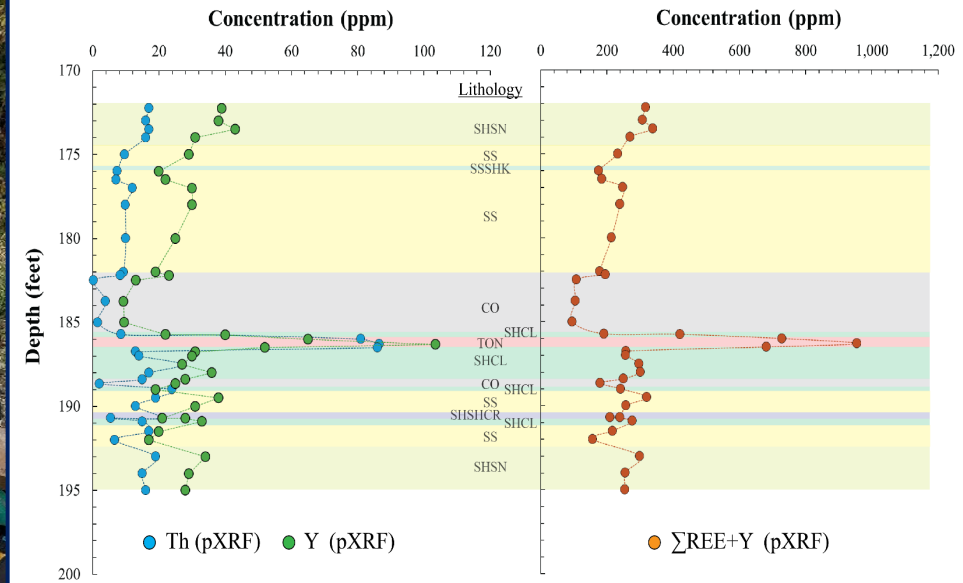 Concentration (ppm)
0 20 40 60 80 100 120
Concentration (ppm)
0 200 400 600 800 1,000 1,200
Depth (feet)
170
175
180
185
190
195
200
Lithology
SHSN
SS
SSSHK
SS
CO
SHCL
TON
SHCL
CO
SHCL
SS
SHSHCR
SHCL
SS
SHSN
Th (pXRF) Y (pXRF)
∑REE+Y (pXRF)